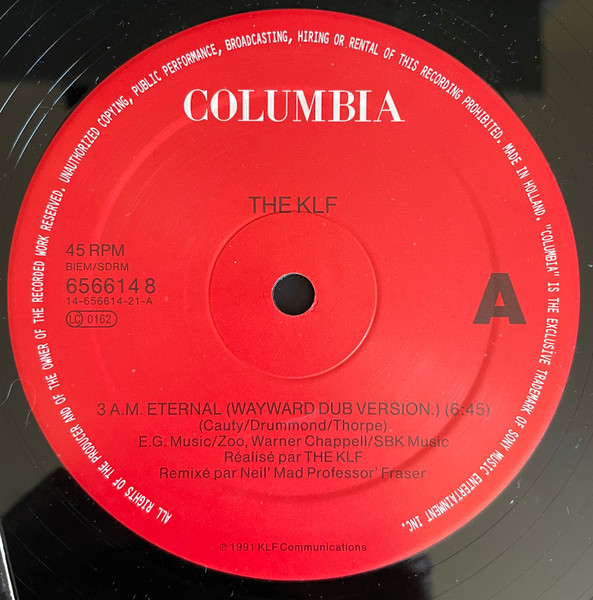 ALL RIGHTS OF THE PRODUCER AND OF THE OWNER OF THE RECORDED WORK RESERVED. UNAUTHORIZED COPYING, PUBLIC PERFORMANCE, BROADCASTING, HIRING OR RENTAL OF THIS RECORDING PROHIBITED. MADE IN HOLLAND. "COLUMBIA" IS THE EXCLUSIVE TRADEMARK OF SONY MUSIC ENTERTAINMENT INC.
COLUMBIA
THE KLF
45 RPM
BIEM/SDRM
656614 8
14-656614-21-A
LC 0162
A
3 A.M. ETERNAL (WAYWARD DUB VERSION.) (6:45)
(Cauty/Drummond/Thorpe)
E.G. Music/Zoo, Warner Chappell/SBK Music
Réalisé par THE KLF
Remixé par Neil' Mad Professor' Fraser
℗ 1991 KLF Communications